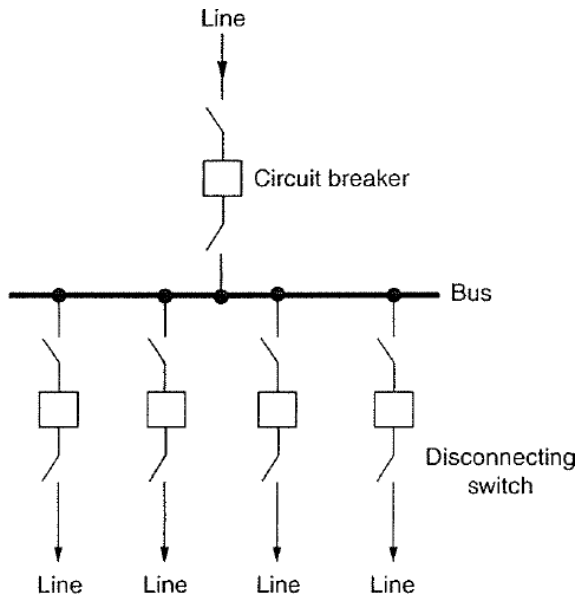 Line
Circuit breaker
Bus
Disconnecting
switch
Line
Line
Line
Line